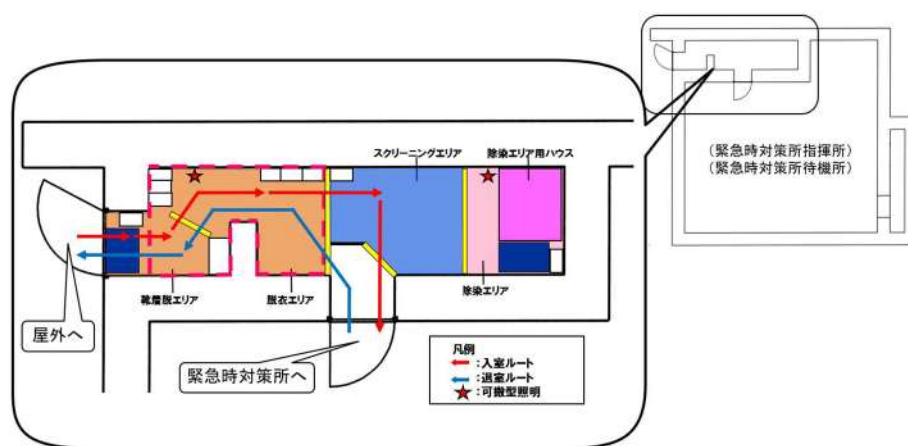 (緊急時対策所指揮所)
(緊急時対策所待機所)
スクリーニングエリア
除染エリア用ハウス
靴着脱エリア
脱衣エリア
除染エリア
屋外へ
緊急時対策所へ
凡例
:入室ルート
:退室ルート
:可搬型照明